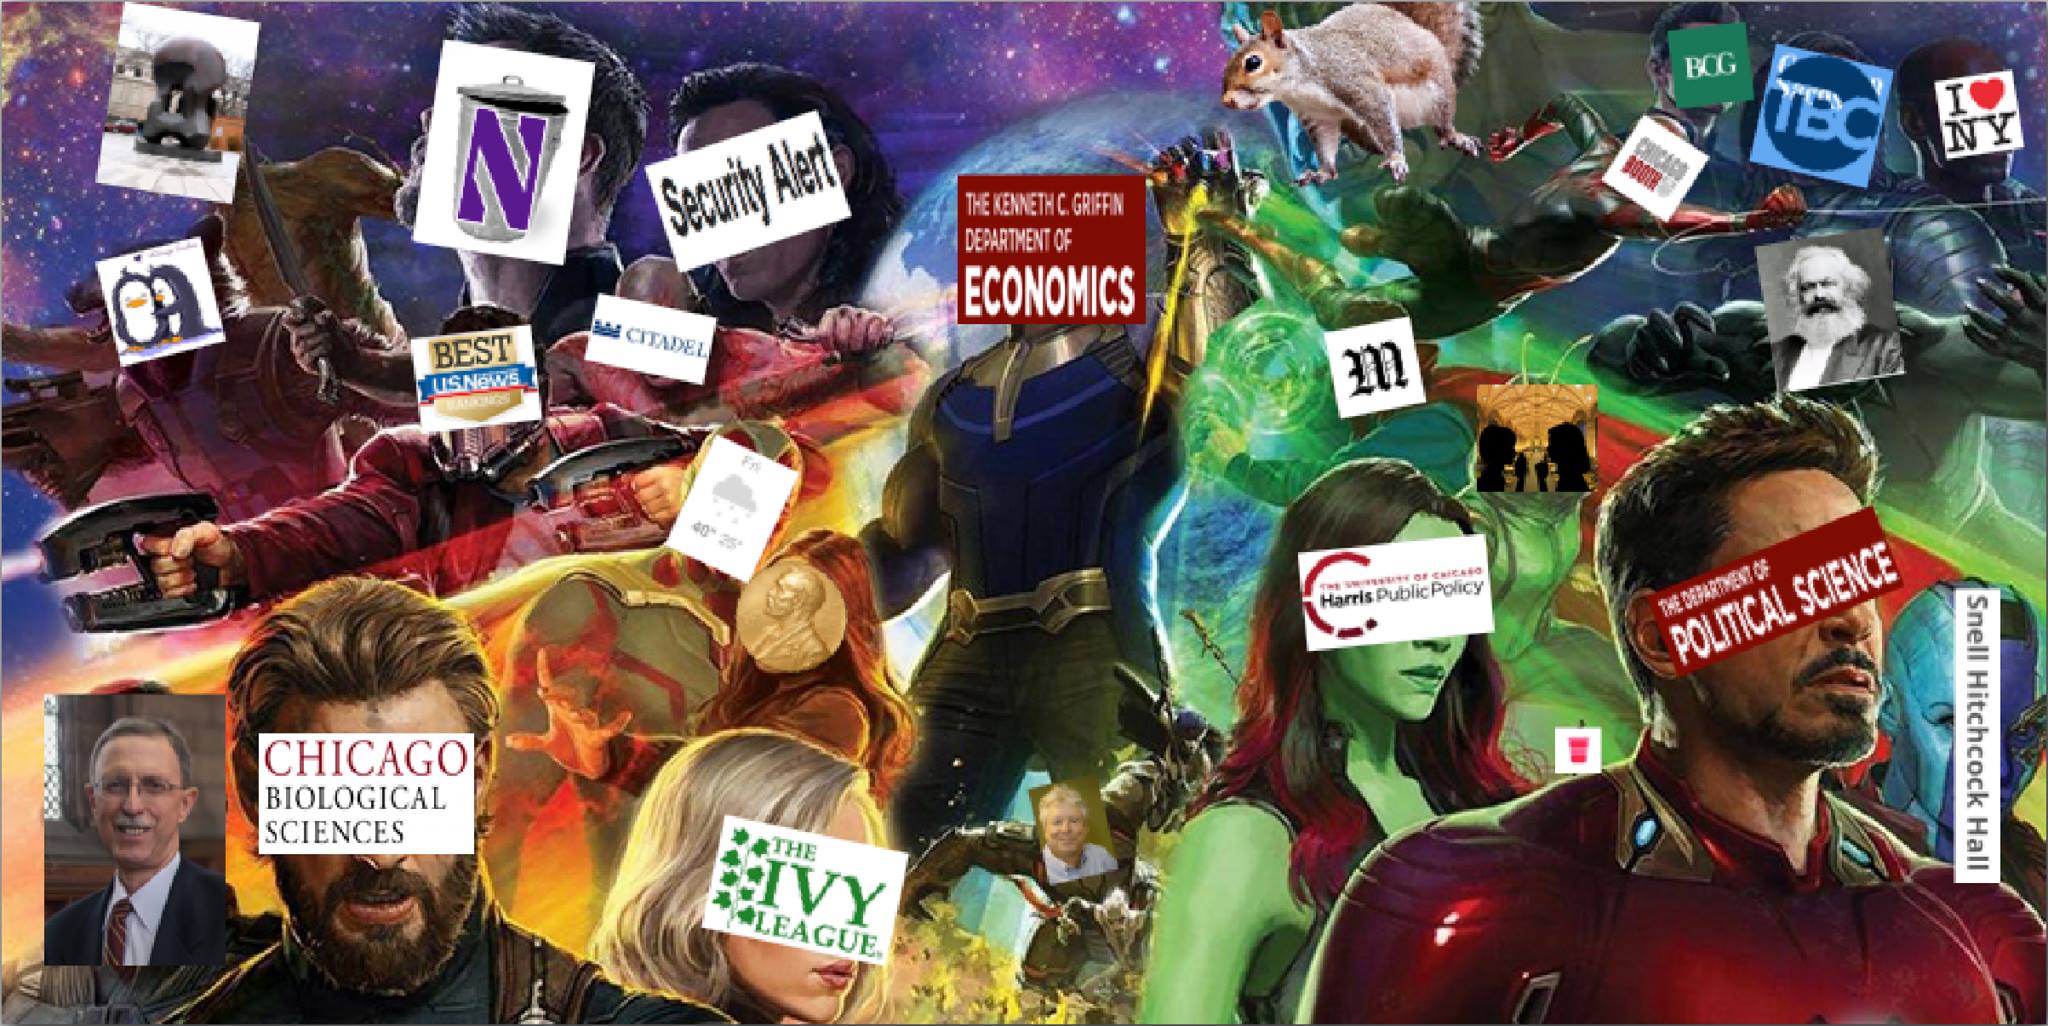 N
Security Alert
THE KENNETH C. GRIFFIN
DEPARTMENT OF
ECONOMICS
BCG
TBC
I
NY
CHICAGO
BOOTH
BEST
U.S.News
RANKINGS
CITADEL
M
Fri
40° 25°
THE UNIVERSITY OF CHICAGO
Harris Public Policy
THE DEPARTMENT OF
POLITICAL SCIENCE
Snell Hitchcock Hall
CHICAGO
BIOLOGICAL
SCIENCES
THE
IVY
LEAGUE